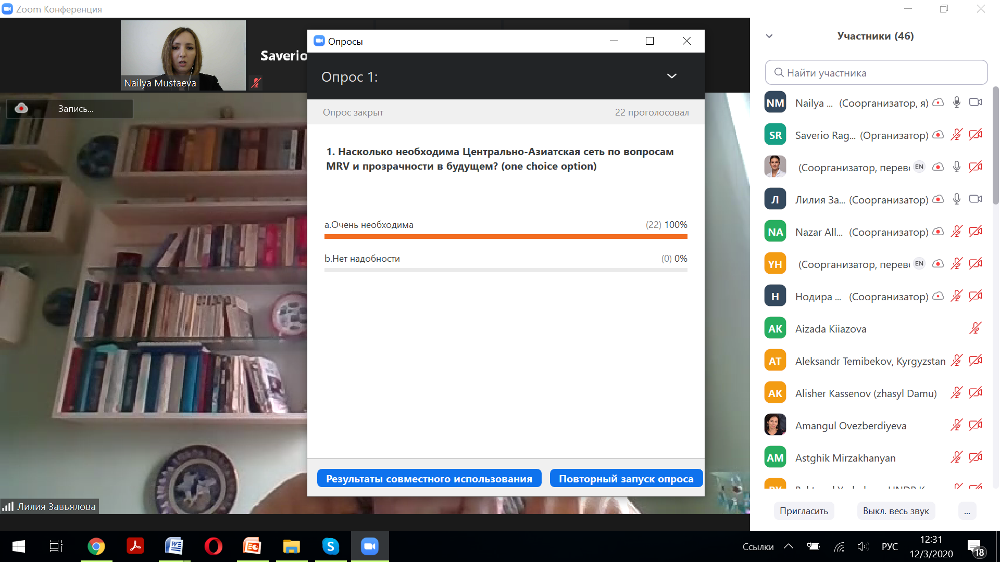 Zoom Конференция
Nailya Mustaeva
Saverio
Запись...
Лилия Завьялова
Опросы
Опрос 1:
Опрос закрыт
22 проголосовал
1. Насколько необходима Центрально-Азиатская сеть по вопросам
MRV и прозрачности в будущем? (one choice option)
a.Очень необходима (22) 100%
b.Нет надобности (0) 0%
Результаты совместного использования
Повторный запуск опроса
Участники (46)
Найти участника
NM Nailya ... (Соорганизатор, я)
SR Saverio Rag... (Организатор)
(Соорганизатор, перев EN
Л Лилия За... (Соорганизатор)
NA Nazar All... (Соорганизатор)
YH (Соорганизатор, перев EN
Н Нодира ... (Соорганизатор)
AK Aizada Kiiazova
AT Aleksandr Temibekov, Kyrgyzstan
AK Alisher Kassenov (zhasyl Damu)
Amangul Ovezberdiyeva
AM Astghik Mirzakhanyan
Пригласить
Выкл. весь звук
...
Ссылки
РУС
12:31
12/3/2020
18